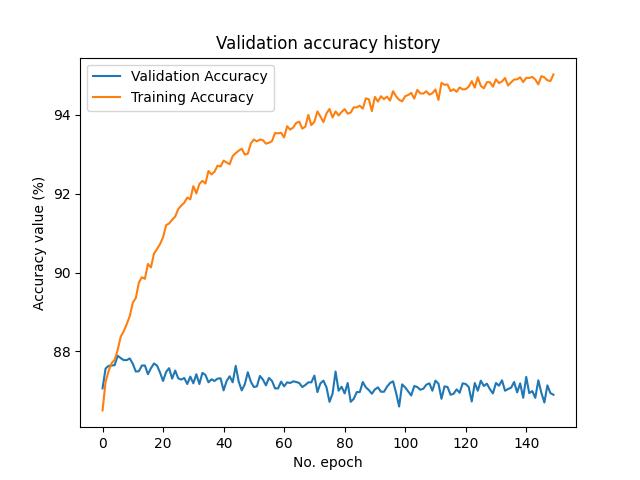 Validation accuracy history
Validation Accuracy
Training Accuracy
Accuracy value (%)
94
92
90
88
0 20 40 60 80 100 120 140
No. epoch